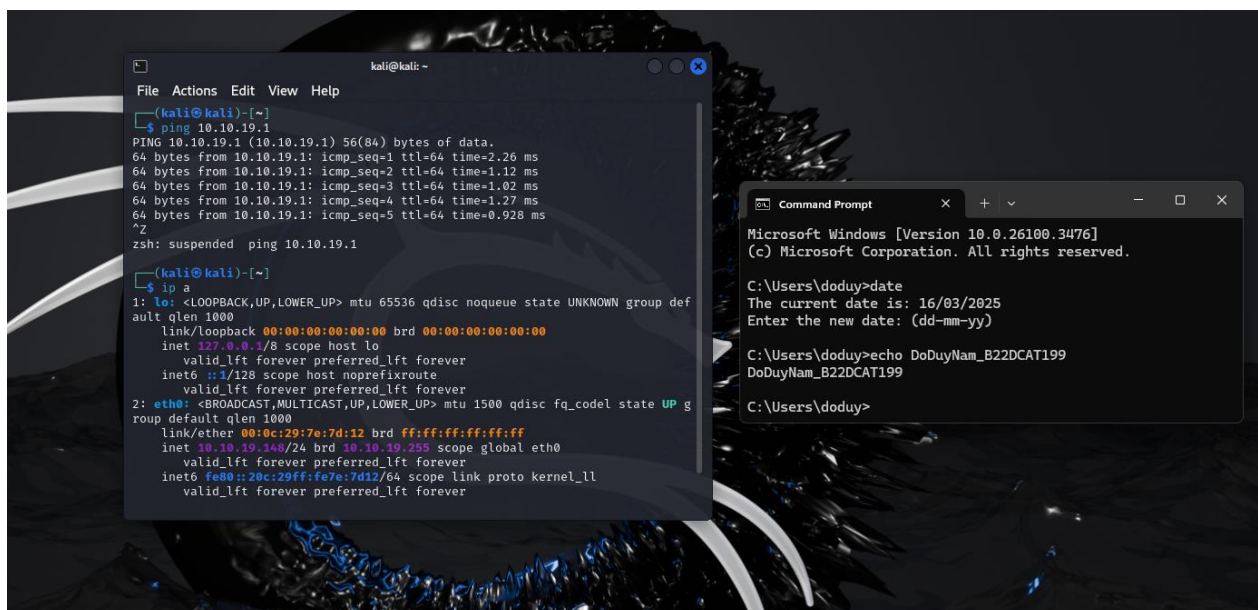 kali@kali: ~
File Actions Edit View Help
┌──(kali㉿kali)-[~]
└─$ ping 10.10.19.1
PING 10.10.19.1 (10.10.19.1) 56(84) bytes of data.
64 bytes from 10.10.19.1: icmp_seq=1 ttl=64 time=2.26 ms
64 bytes from 10.10.19.1: icmp_seq=2 ttl=64 time=1.12 ms
64 bytes from 10.10.19.1: icmp_seq=3 ttl=64 time=1.02 ms
64 bytes from 10.10.19.1: icmp_seq=4 ttl=64 time=1.27 ms
64 bytes from 10.10.19.1: icmp_seq=5 ttl=64 time=0.928 ms
^Z
zsh: suspended  ping 10.10.19.1
┌──(kali㉿kali)-[~]
└─$ ip a
1: lo: <LOOPBACK,UP,LOWER_UP> mtu 65536 qdisc noqueue state UNKNOWN group def
ault qlen 1000
    link/loopback 00:00:00:00:00:00 brd 00:00:00:00:00:00
    inet 127.0.0.1/8 scope host lo
       valid_lft forever preferred_lft forever
    inet6 ::1/128 scope host noprefixroute
       valid_lft forever preferred_lft forever
2: eth0: <BROADCAST,MULTICAST,UP,LOWER_UP> mtu 1500 qdisc fq_codel state UP g
roup default qlen 1000
    link/ether 00:0c:29:7e:7d:12 brd ff:ff:ff:ff:ff:ff
    inet 10.10.19.148/24 brd 10.10.19.255 scope global eth0
       valid_lft forever preferred_lft forever
    inet6 fe80::20c:29ff:fe7e:7d12/64 scope link proto kernel_ll
       valid_lft forever preferred_lft forever
Command Prompt
Microsoft Windows [Version 10.0.26100.3476]
(c) Microsoft Corporation. All rights reserved.
C:\Users\doduy>date
The current date is: 16/03/2025
Enter the new date: (dd-mm-yy)
C:\Users\doduy>echo DoDuyNam_B22DCAT199
DoDuyNam_B22DCAT199
C:\Users\doduy>